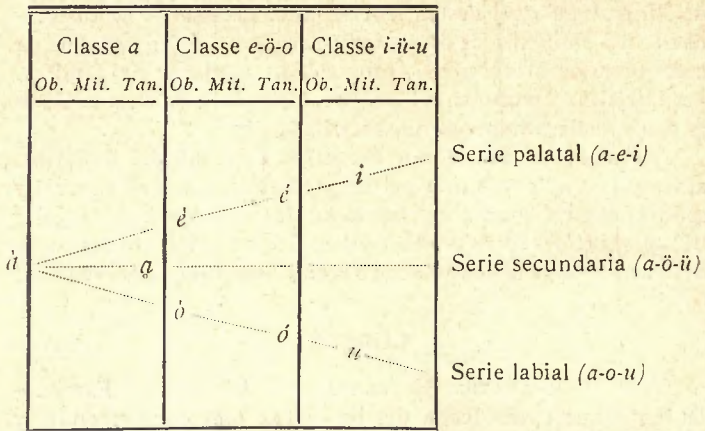 Classe a Classe e-ö-o Classe i-ü-u
Ob. Mit. Tan. Ob. Mit. Tan. Ob. Mit. Tan.
i Serie palatal (a-e-i)
è é
à ạ Serie secundaria (a-ö-ü)
ò ó
u Serie labial (a-o-u)